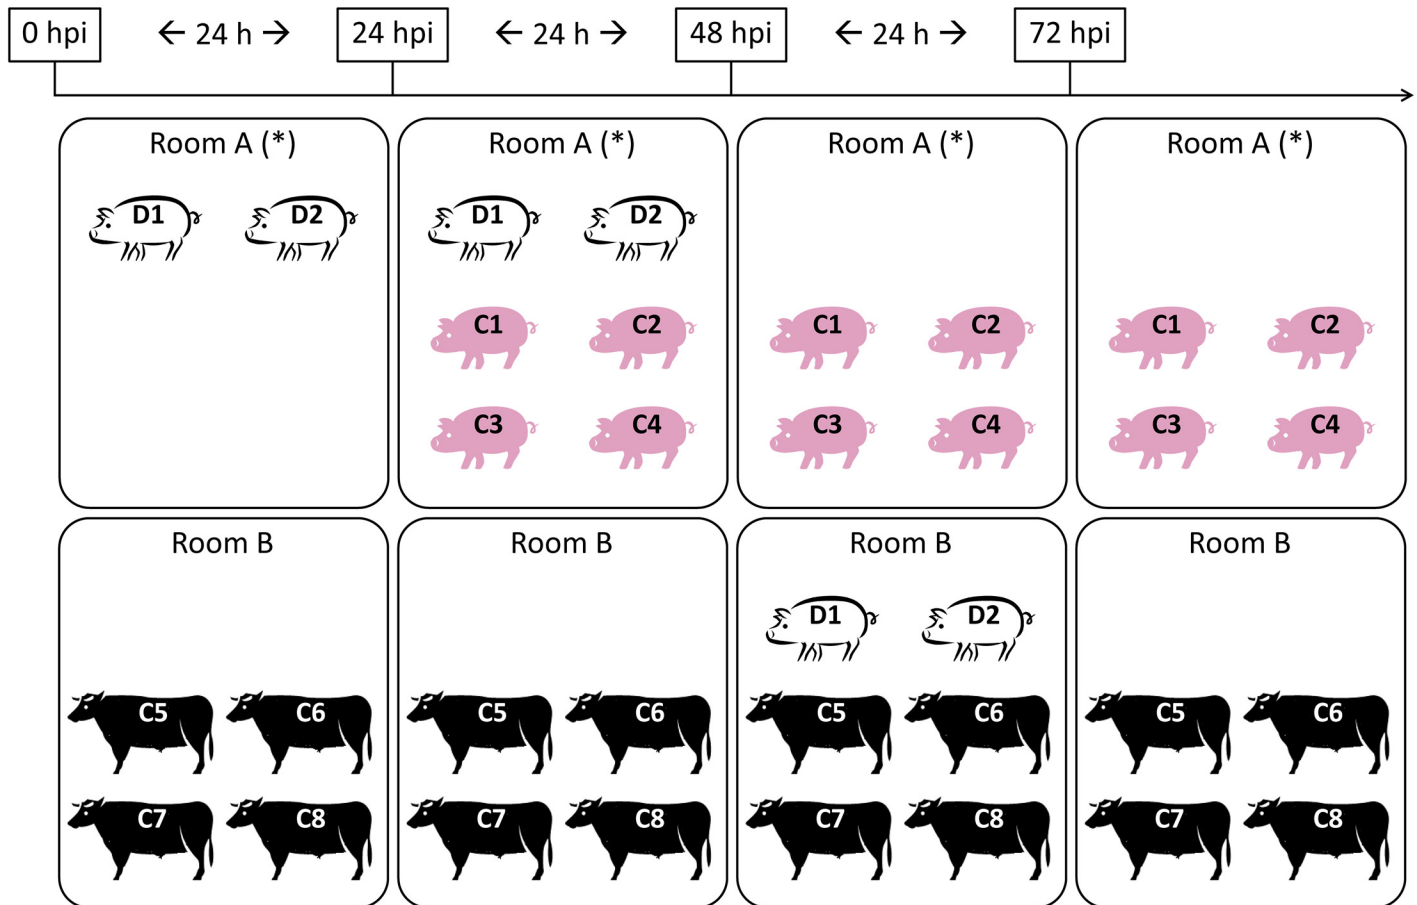 0 hpi ← 24 h → 24 hpi ← 24 h → 48 hpi ← 24 h → 72 hpi
Room A (*) Room A (*) Room A (*) Room A (*)
D1 D2 D1 D2
C1 C2 C1 C2 C1 C2
C3 C4 C3 C4 C3 C4
Room B Room B Room B Room B
D1 D2
C5 C6 C5 C6 C5 C6 C5 C6
C7 C8 C7 C8 C7 C8 C7 C8